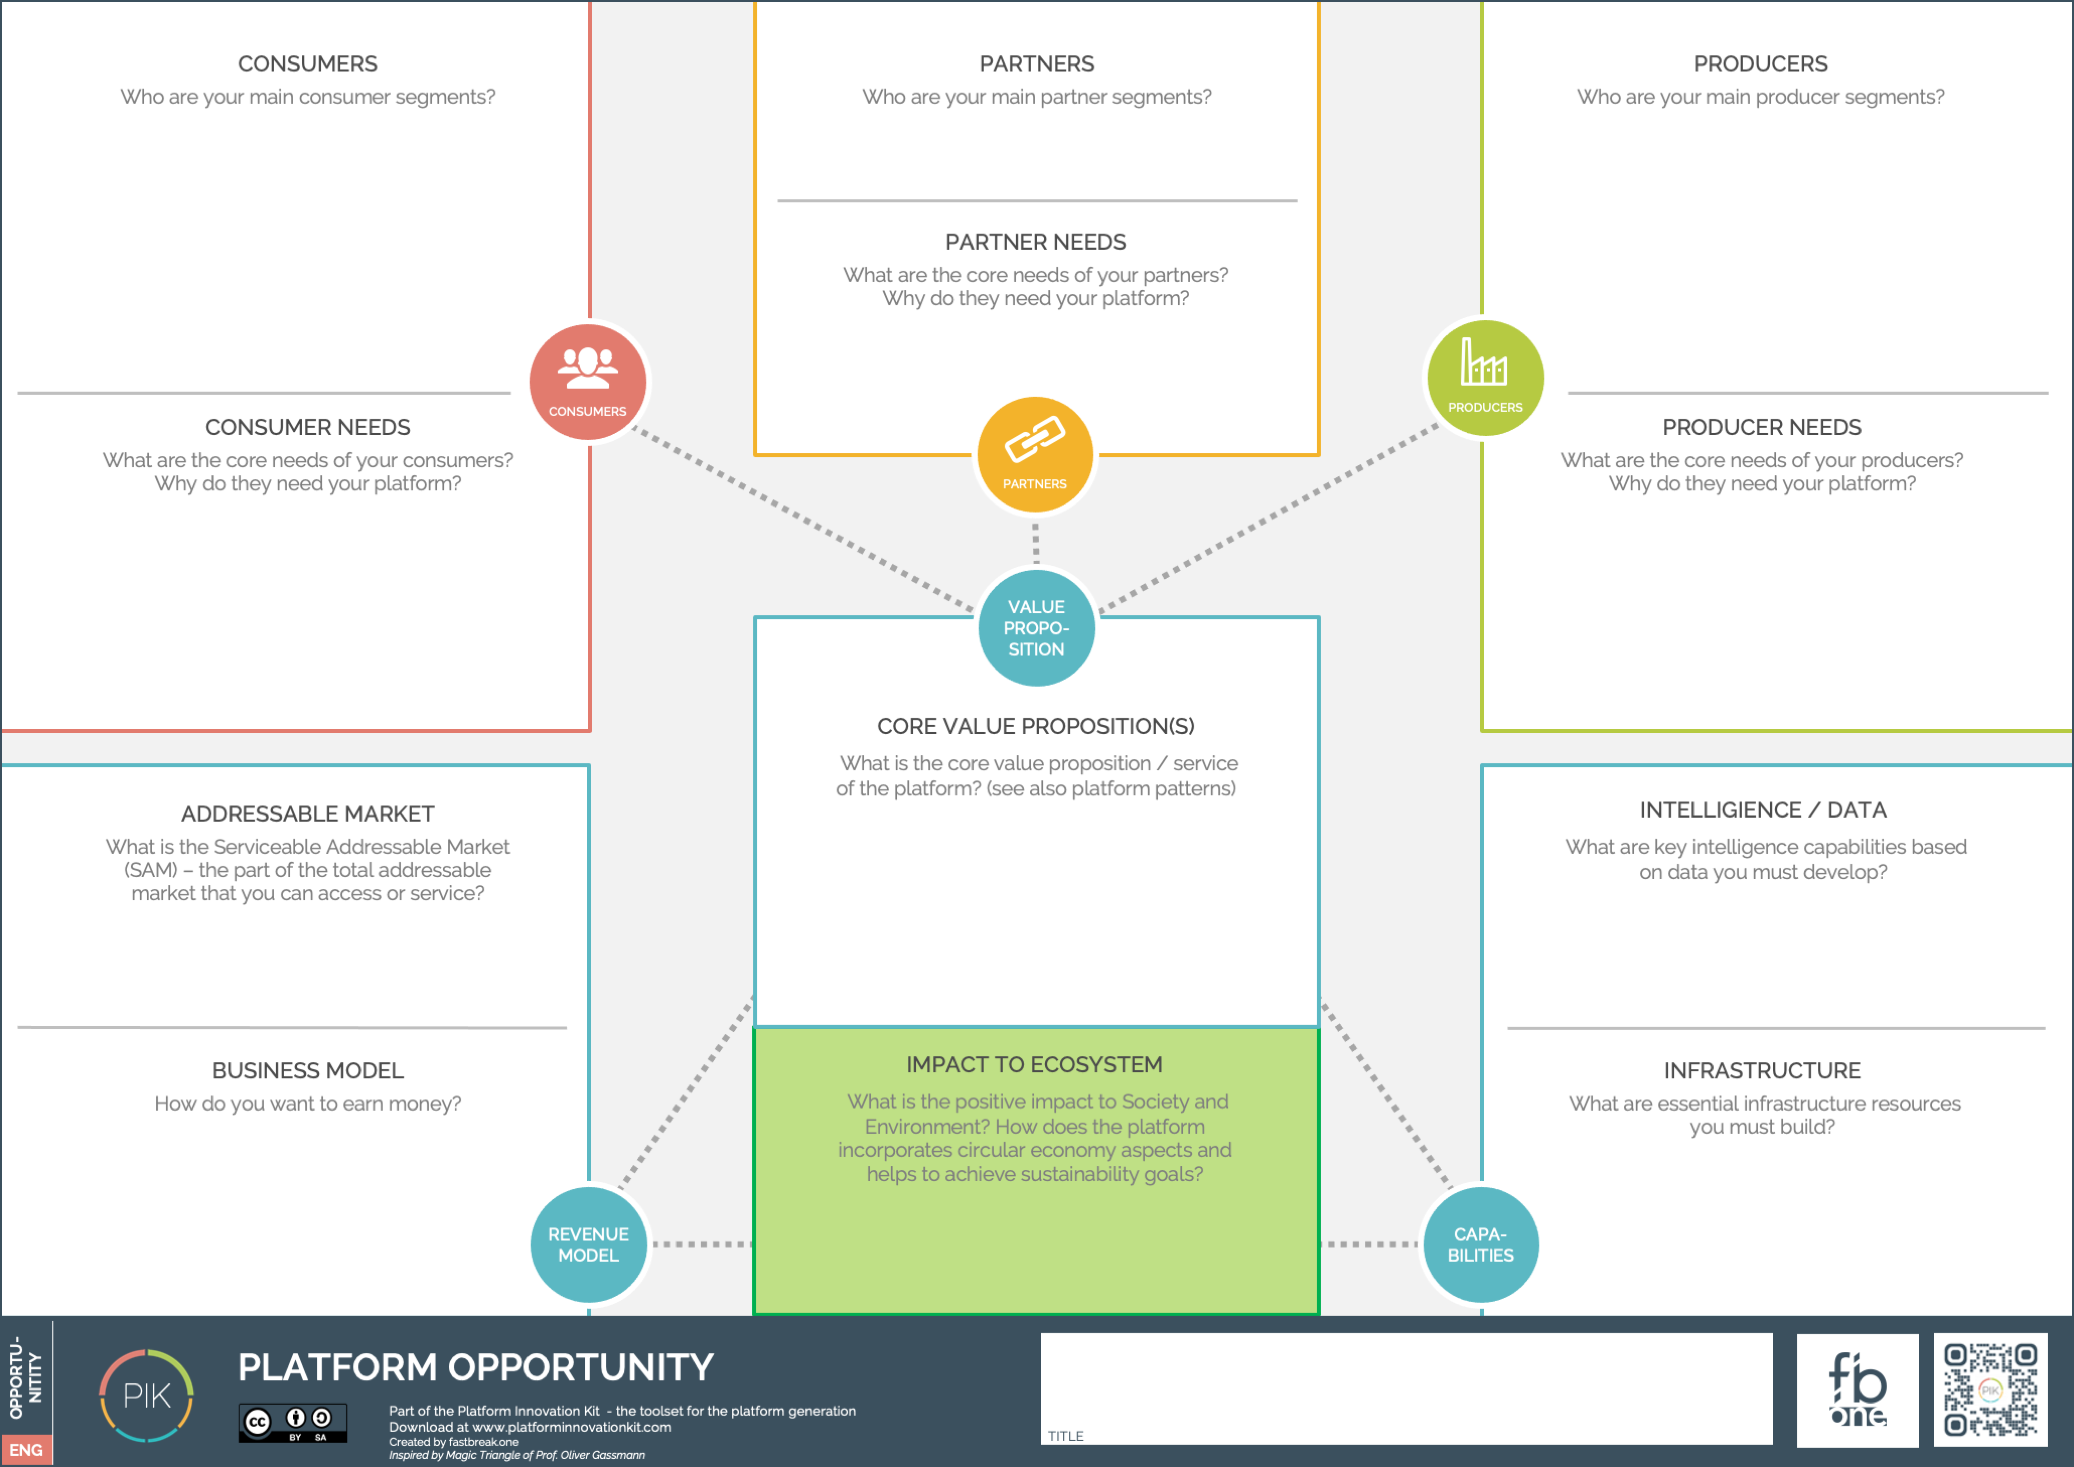 CONSUMERS
Who are your main consumer segments?
CONSUMER NEEDS
What are the core needs of your consumers?
Why do they need your platform?
CONSUMERS
PARTNERS
Who are your main partner segments?
PARTNER NEEDS
What are the core needs of your partners?
Why do they need your platform?
PARTNERS
PRODUCERS
Who are your main producer segments?
PRODUCERS
PRODUCER NEEDS
What are the core needs of your producers?
Why do they need your platform?
VALUE
PROPO-
SITION
CORE VALUE PROPOSITION(S)
What is the core value proposition / service
of the platform? (see also platform patterns)
IMPACT TO ECOSYSTEM
What is the positive impact to Society and
Environment? How does the platform
incorporates circular economy aspects and
helps to achieve sustainability goals?
ADDRESSABLE MARKET
What is the Serviceable Addressable Market
(SAM) – the part of the total addressable
market that you can access or service?
BUSINESS MODEL
How do you want to earn money?
REVENUE
MODEL
INTELLIGIENCE / DATA
What are key intelligence capabilities based
on data you must develop?
INFRASTRUCTURE
What are essential infrastructure resources
you must build?
CAPA-
BILITIES
OPPORTU-
NITITY
ENG
PIK
PLATFORM OPPORTUNITY
cc
BY SA
Part of the Platform Innovation Kit - the toolset for the platform generation
Download at www.platforminnovationkit.com
Created by fastbreak.one
Inspired by Magic Triangle of Prof. Oliver Gassmann
TITLE
fb
one
PIK